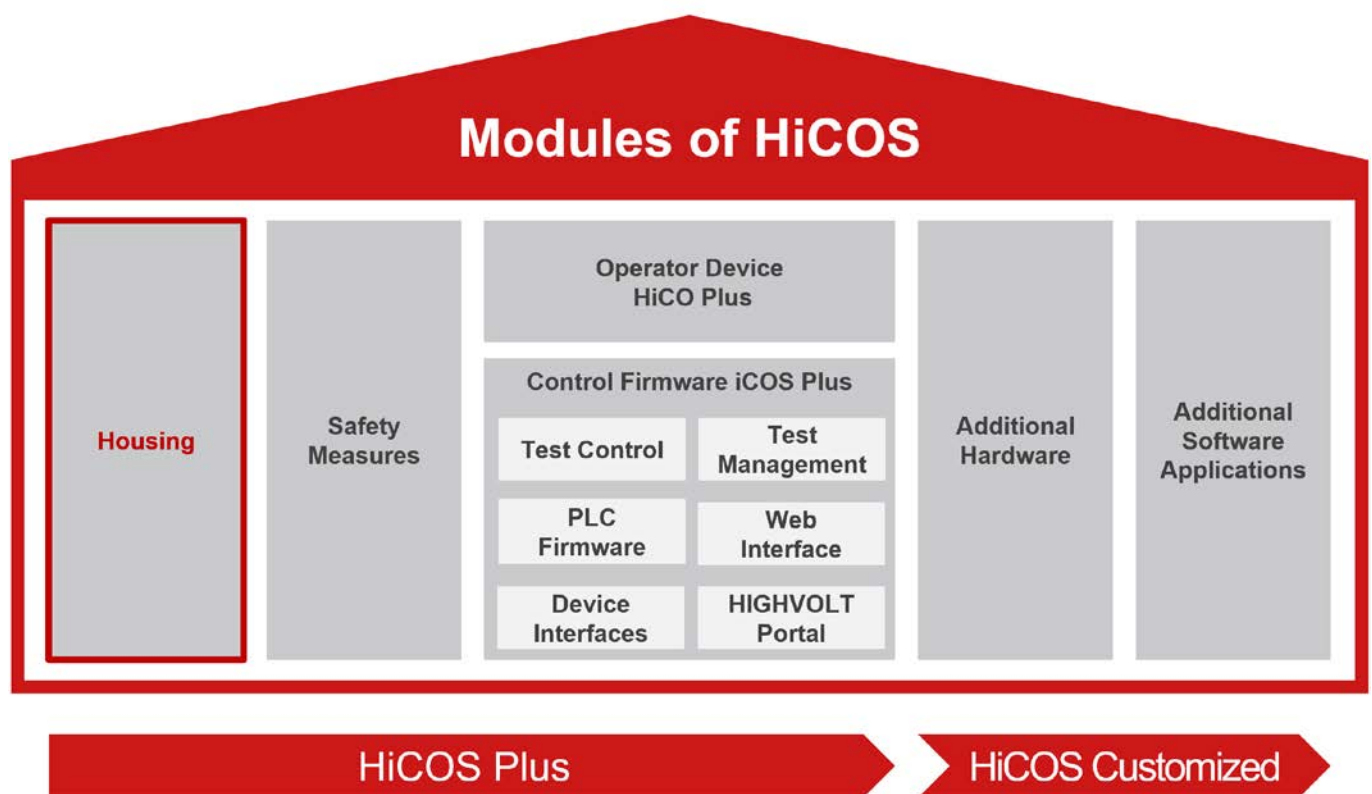 Modules of HiCOS
Housing
Safety
Measures
Operator Device
HiCO Plus
Control Firmware iCOS Plus
Test Control
Test
Management
PLC
Firmware
Web
Interface
Device
Interfaces
HIGHVOLT
Portal
Additional
Hardware
Additional
Software
Applications
HiCOS Plus
HiCOS Customized